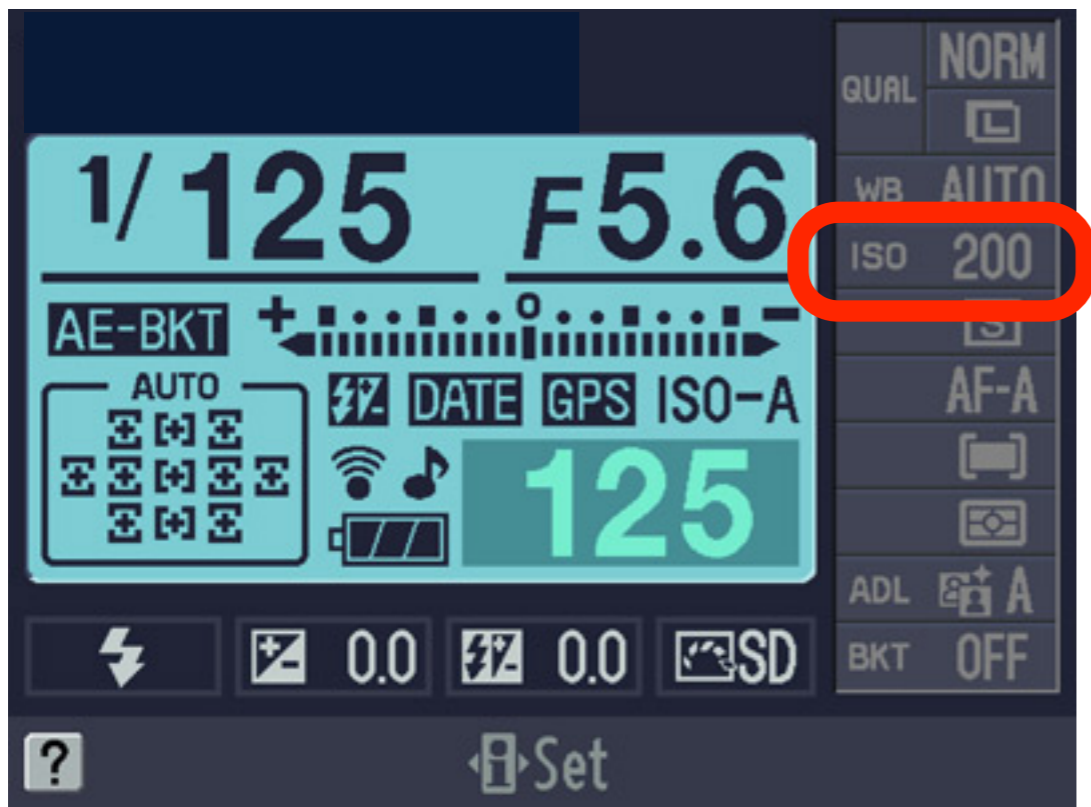 QUAL NORM
L
1/125 F5.6
WB AUTO
ISO 200
AE-BKT + 0 -
S
AUTO
DATE GPS ISO-A
AF-A
125
ADL A
0.0 0.0 SD
BKT OFF
? i Set